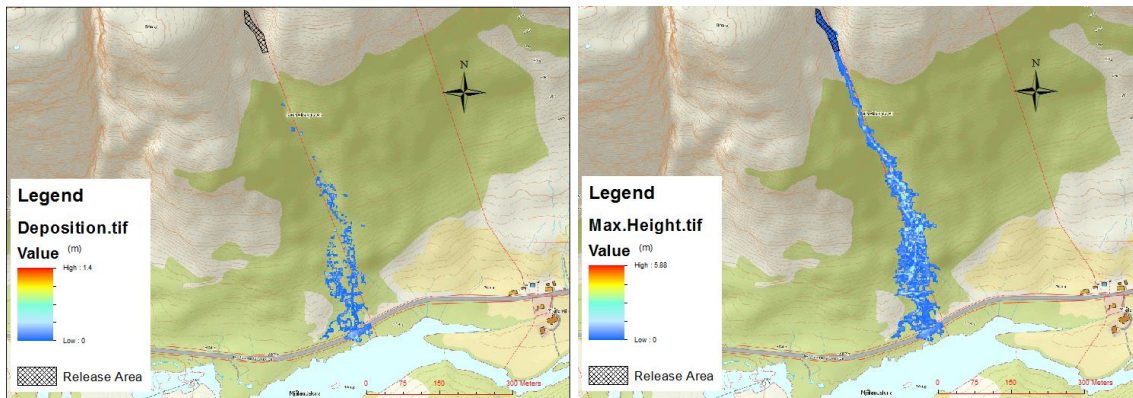 N
Legend
Deposition.tif
Value (m)
High : 1.4
Low : 0
Release Area
0 75 150 300 Meters
N
Legend
Max.Height.tif
Value (m)
High : 5.88
Low : 0
Release Area
0 75 150 300 Meters